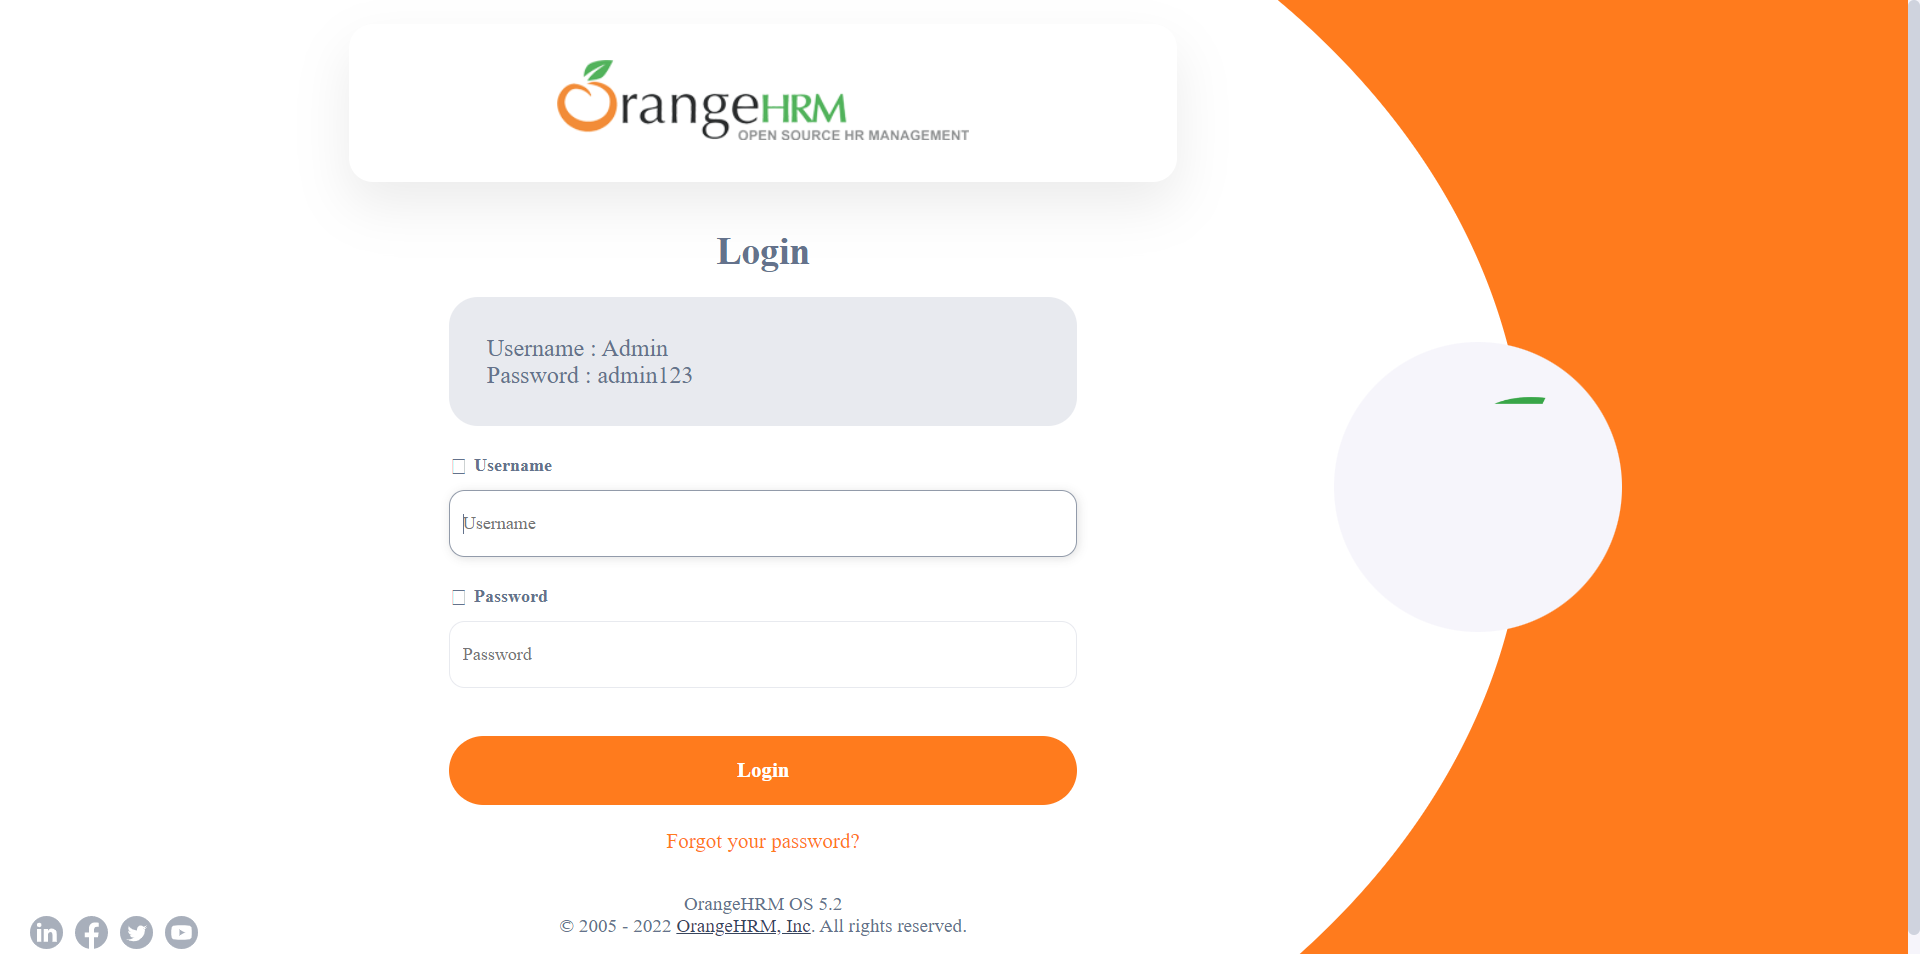 OrangeHRM
OPEN SOURCE HR MANAGEMENT
Login
Username : Admin
Password : admin123
Username
Username
Password
Password
Login
Forgot your password?
OrangeHRM OS 5.2
© 2005 - 2022 OrangeHRM, Inc. All rights reserved.